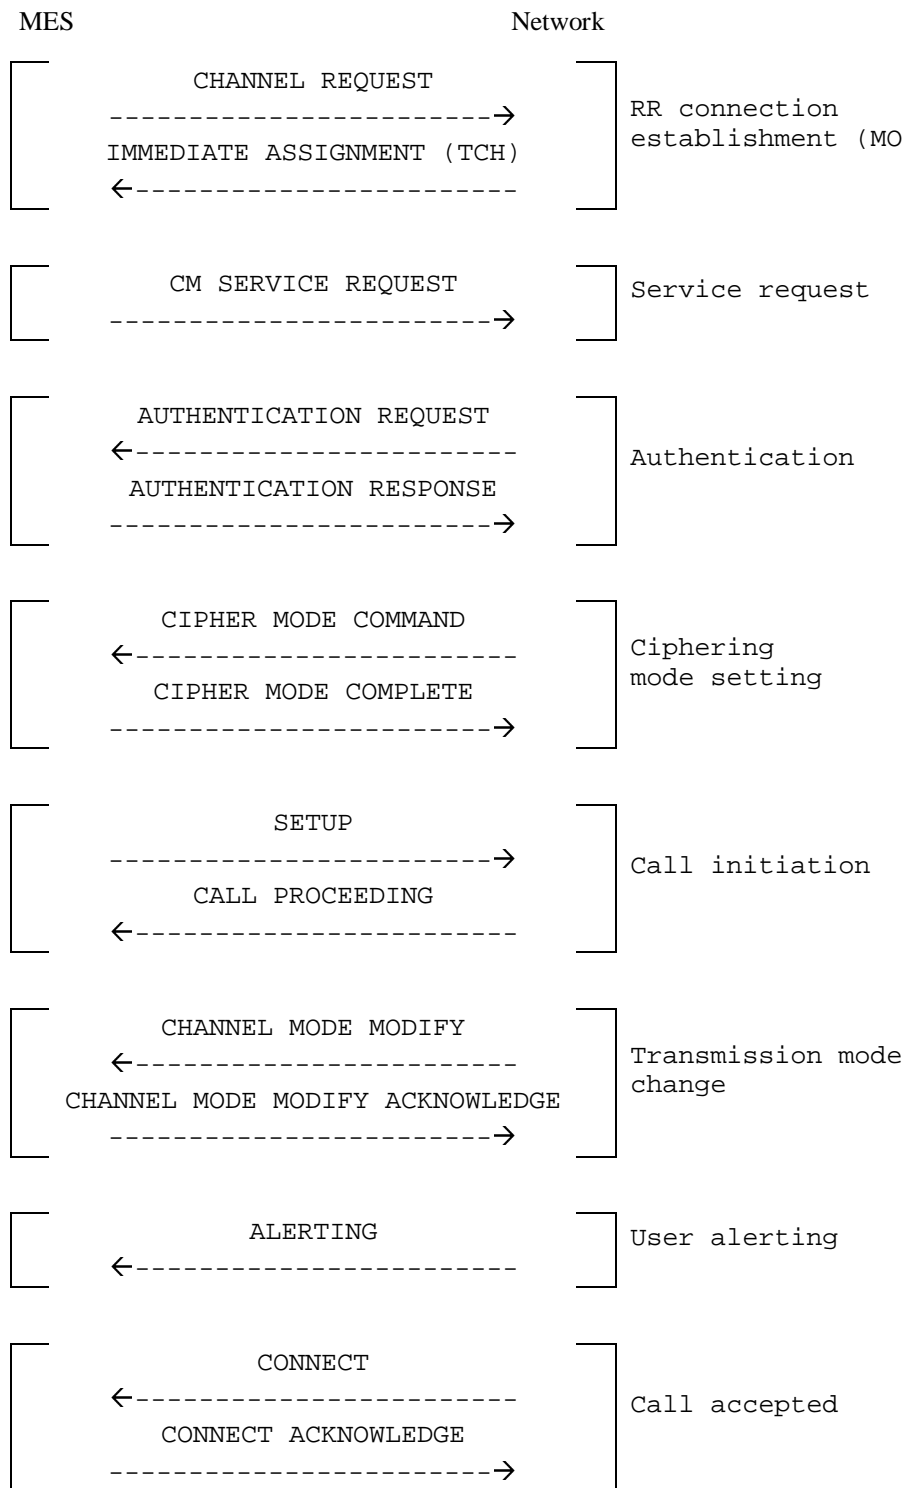 MES Network
CHANNEL REQUEST
IMMEDIATE ASSIGNMENT (TCH)
RR connection
establishment (MO
CM SERVICE REQUEST
Service request
AUTHENTICATION REQUEST
AUTHENTICATION RESPONSE
Authentication
CIPHER MODE COMMAND
CIPHER MODE COMPLETE
Ciphering
mode setting
SETUP
CALL PROCEEDING
Call initiation
CHANNEL MODE MODIFY
CHANNEL MODE MODIFY ACKNOWLEDGE
Transmission mode
change
ALERTING
User alerting
CONNECT
CONNECT ACKNOWLEDGE
Call accepted